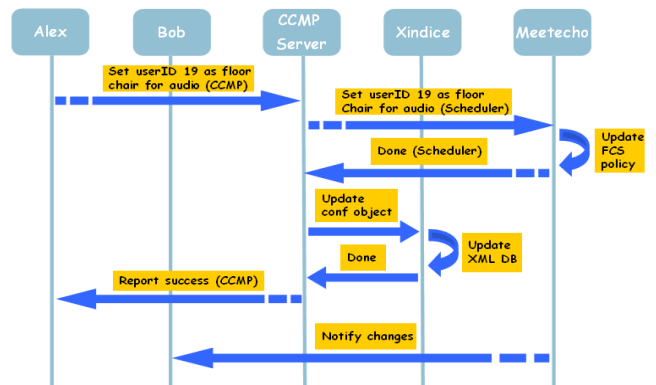 Alex
Bob
CCMP
Server
Xindice
Meetecho
Set userID 19 as floor
chair for audio (CCMP)
Set userID 19 as floor
Chair for audio (Scheduler)
Update
FCS
policy
Done (Scheduler)
Update
conf object
Update
XML DB
Done
Report success (CCMP)
Notify changes